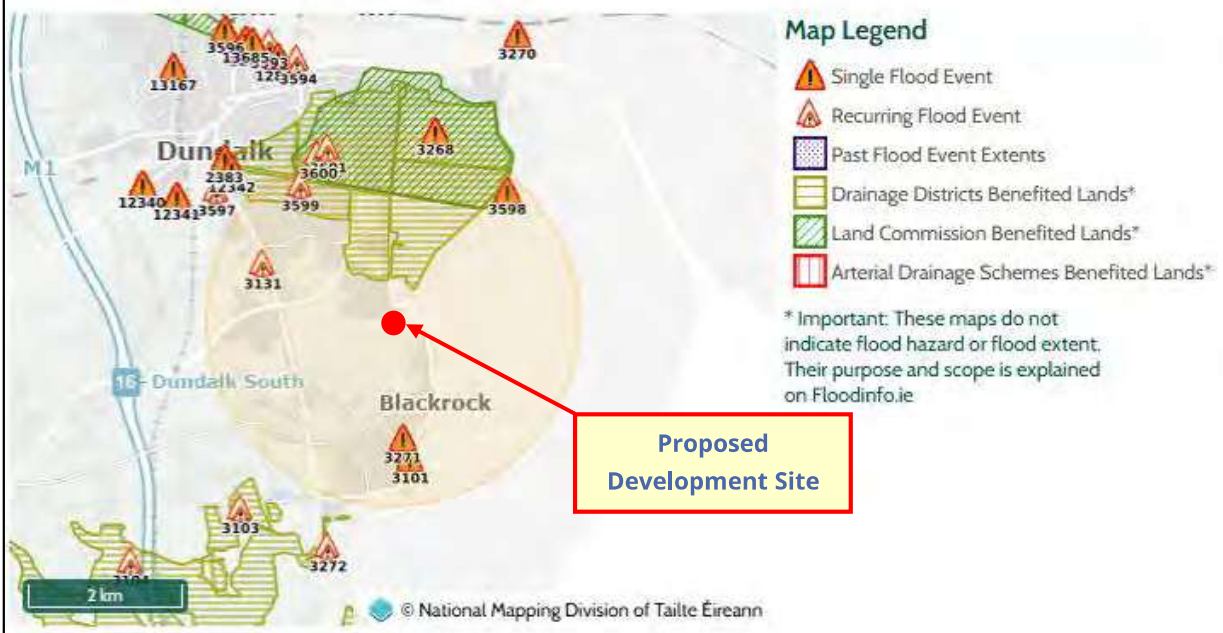 3596
13685
3594
13167
3270
3268
Dundalk
M1
2383
12342
12340
12341
3597
3600
3599
3598
3131
16
Dundalk South
Blackrock
3271
3101
3103
3272
2 km
© National Mapping Division of Tailte Éireann
Proposed
Development Site
Map Legend
Single Flood Event
Recurring Flood Event
Past Flood Event Extents
Drainage Districts Benefited Lands*
Land Commission Benefited Lands*
Arterial Drainage Schemes Benefited Lands*
* Important: These maps do not
indicate flood hazard or flood extent.
Their purpose and scope is explained
on Floodinfo.ie